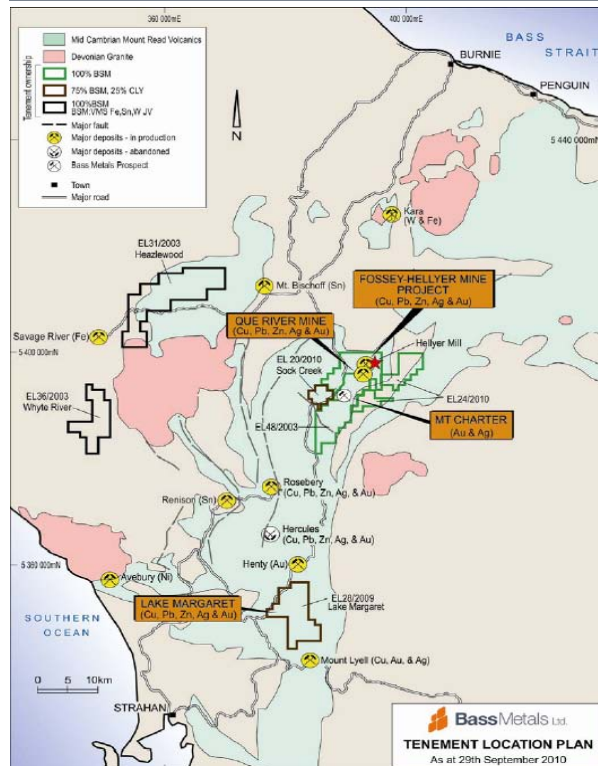 360 000mE
400 000mE
Mid Cambrian Mount Read Volcanics
Devonian Granite
Tenement ownership
100% BSM
75% BSM, 25% CLY
100%BSM
BSM:VMS Fe,Sn,W JV
Major fault
Major deposits - in production
Major deposits - abandoned
Bass Metals Prospect
Town
Major road
N
BASS
STRAIT
BURNIE
PENGUIN
5 440 000mN
Kara
(W & Fe)
EL31/2003
Heazlewood
Mt. Bischoff (Sn)
FOSSEY-HELLYER MINE
PROJECT
(Cu, Pb, Zn, Ag & Au)
QUE RIVER MINE
(Cu, Pb, Zn, Ag & Au)
Savage River (Fe)
Hellyer Mill
5 400 000mN
EL 20/2010
Sock Creek
EL36/2003
Whyte River
EL24/2010
MT CHARTER
(Au & Ag)
EL48/2003
Rosebery
(Cu, Pb, Zn, Ag, & Au)
Renison (Sn)
Hercules
(Cu, Pb, Zn, Ag, & Au)
5 360 000mN
Henty (Au)
Avebury (Ni)
LAKE MARGARET
(Cu, Pb, Zn, Ag & Au)
EL28/2009
Lake Margaret
SOUTHERN
OCEAN
Mount Lyell (Cu, Au, & Ag)
0 5 10km
STRAHAN
BassMetals Ltd.
TENEMENT LOCATION PLAN
As at 29th September 2010